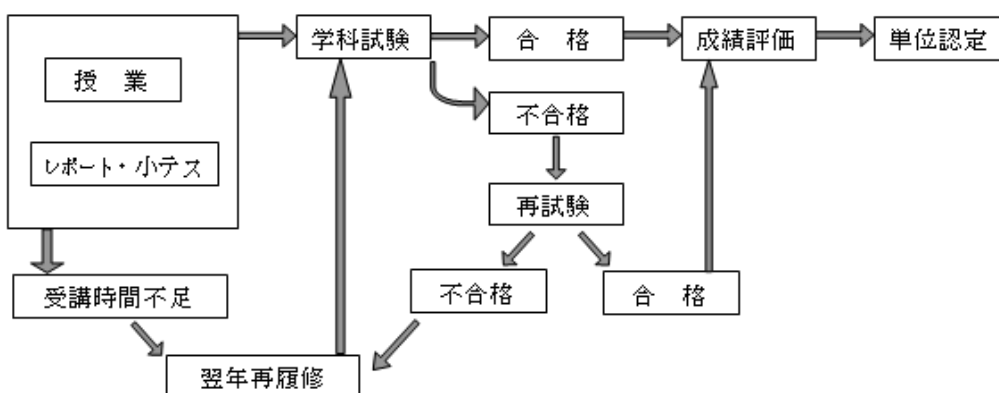 学科試験
合 格
成績評価
単位認定
授 業
不合格
レポート・小テス
再試験
受講時間不足
不合格
合 格
翌年再履修